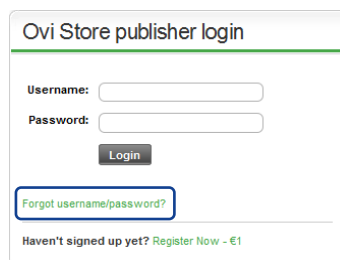 Ovi Store publisher login
Username:
Password:
Login
Forgot username/password?
Haven't signed up yet? Register Now - €1